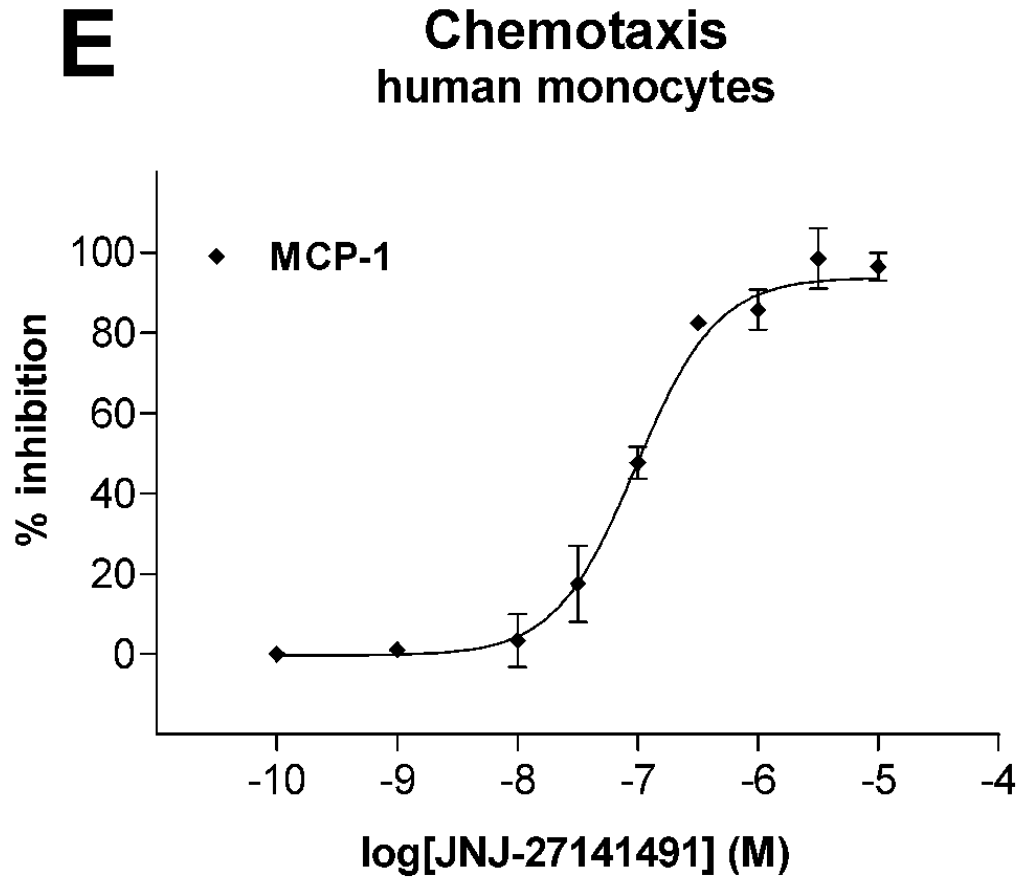 E
Chemotaxis
human monocytes
MCP-1
100
80
60
40
20
0
% inhibition
-10 -9 -8 -7 -6 -5 -4
log[JNJ-27141491] (M)